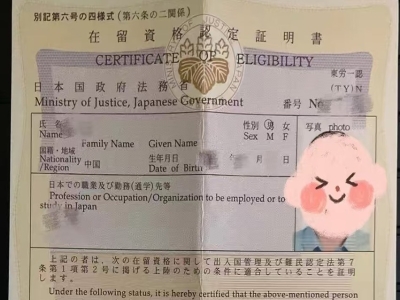 別記第六号の四様式(第六条の二関係)
在留資格認定証明書
CERTIFICATE OF ELIGIBILITY
日本国政府法務省
東労一認
(TYN)
Ministry of Justice, Japanese Government
番号 No
氏名
性別 男 女
写真 photo
Name
Family Name Given Name
Sex M F
国籍・地域
生年月日 年 月 日
Nationality
/Region 中国
Date of Birth
日本での職業及び勤務(通学)先等
Profession or Occupation/Organization to be employed or to
study in Japan
上記の者は、次の在留資格に関して出入国管理及び難民認定法第7
条第1項第2号に掲げる上陸のための条件に適合していることを証明
します。
Under the following status, it is hereby certified that the above-mentioned person